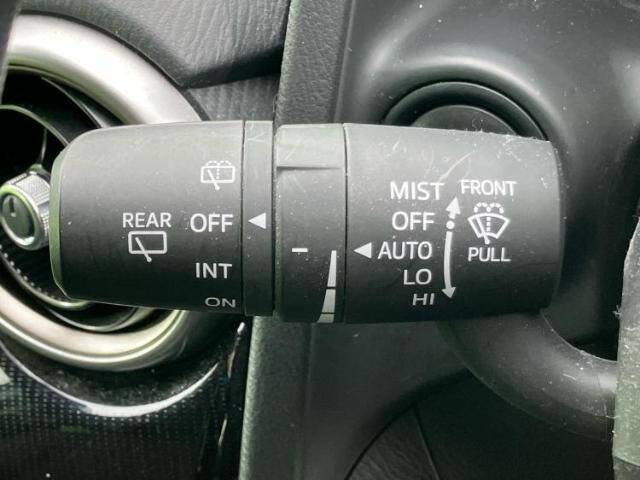 REAR
OFF
INT
ON
MIST
OFF
AUTO
LO
HI
FRONT
PULL